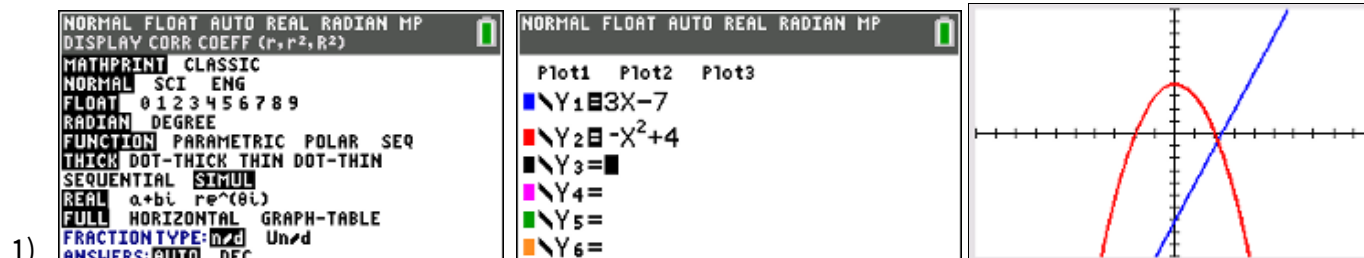 1)
NORMAL FLOAT AUTO REAL RADIAN MP
DISPLAY CORR COEFF (r,r²,R²)
MATHPRINT CLASSIC
NORMAL SCI ENG
FLOAT 0 1 2 3 4 5 6 7 8 9
RADIAN DEGREE
FUNCTION PARAMETRIC POLAR SEQ
THICK DOT-THICK THIN DOT-THIN
SEQUENTIAL SIMUL
REAL a+bi re^(θi)
FULL HORIZONTAL GRAPH-TABLE
FRACTION TYPE: n/d Un/d
ANSWERS: AUTO DEC
NORMAL FLOAT AUTO REAL RADIAN MP
Plot1 Plot2 Plot3
\Y₁=3X-7
\Y₂=-X²+4
\Y₃=
\Y₄=
\Y₅=
\Y₆=